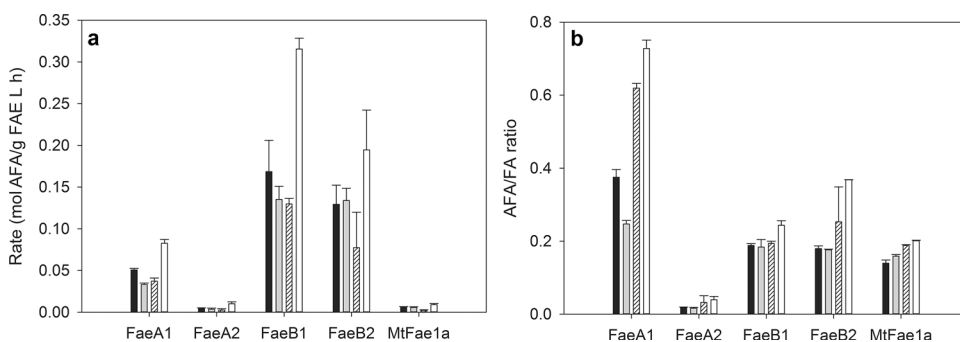 a
Rate (mol AFA/g FAE L h)
0.35
0.30
0.25
0.20
0.15
0.10
0.05
0.00
FaeA1 FaeA2 FaeB1 FaeB2 MtFae1a
b
AFA/FA ratio
0.8
0.6
0.4
0.2
0.0
FaeA1 FaeA2 FaeB1 FaeB2 MtFae1a